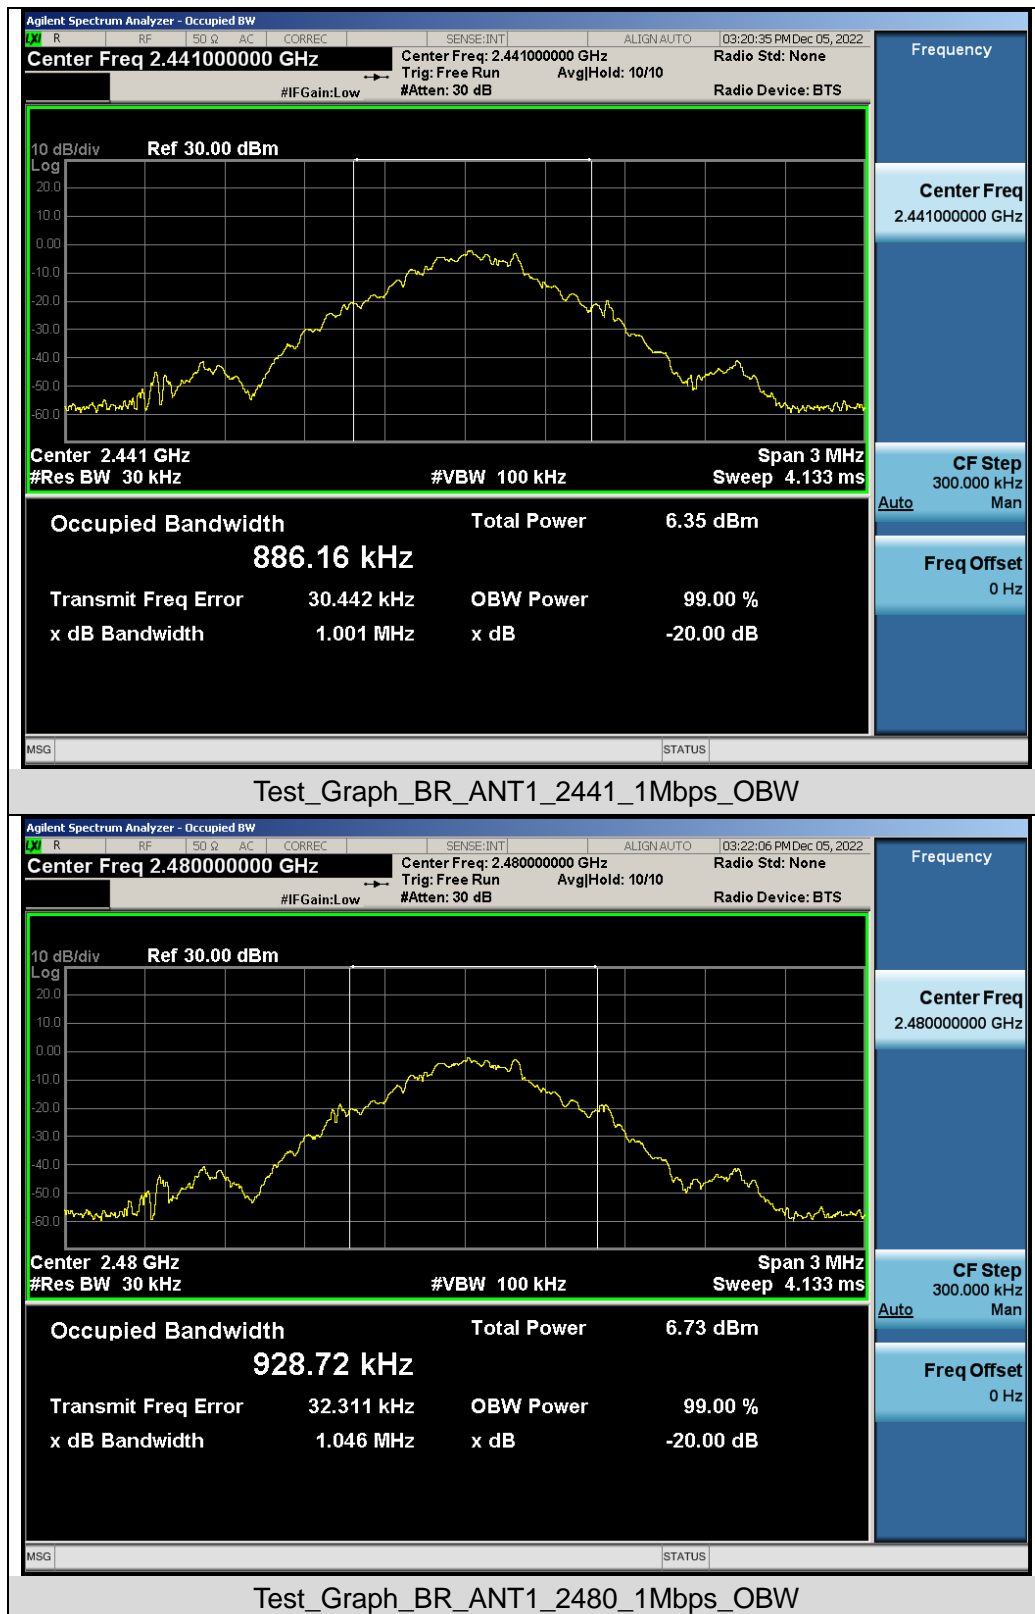 Agilent Spectrum Analyzer - Occupied BW
LXI R RF 50 Ω AC CORREC SENSE:INT ALIGN AUTO 03:20:35 PM Dec 05, 2022
Center Freq 2.441000000 GHz
Center Freq: 2.441000000 GHz Radio Std: None
Trig: Free Run Avg|Hold: 10/10
#IFGain:Low #Atten: 30 dB Radio Device: BTS
Frequency
10 dB/div Ref 30.00 dBm
Log
20.0
10.0
0.00
-10.0
-20.0
-30.0
-40.0
-50.0
-60.0
Center 2.441 GHz Span 3 MHz
#Res BW 30 kHz #VBW 100 kHz Sweep 4.133 ms
Center Freq
2.441000000 GHz
CF Step
300.000 kHz
Auto Man
Freq Offset
0 Hz
Occupied Bandwidth Total Power 6.35 dBm
886.16 kHz
Transmit Freq Error 30.442 kHz OBW Power 99.00 %
x dB Bandwidth 1.001 MHz x dB -20.00 dB
MSG STATUS
Test_Graph_BR_ANT1_2441_1Mbps_OBW
Agilent Spectrum Analyzer - Occupied BW
LXI R RF 50 Ω AC CORREC SENSE:INT ALIGN AUTO 03:22:06 PM Dec 05, 2022
Center Freq 2.480000000 GHz
Center Freq: 2.480000000 GHz Radio Std: None
Trig: Free Run Avg|Hold: 10/10
#IFGain:Low #Atten: 30 dB Radio Device: BTS
Frequency
10 dB/div Ref 30.00 dBm
Log
20.0
10.0
0.00
-10.0
-20.0
-30.0
-40.0
-50.0
-60.0
Center 2.48 GHz Span 3 MHz
#Res BW 30 kHz #VBW 100 kHz Sweep 4.133 ms
Center Freq
2.480000000 GHz
CF Step
300.000 kHz
Auto Man
Freq Offset
0 Hz
Occupied Bandwidth Total Power 6.73 dBm
928.72 kHz
Transmit Freq Error 32.311 kHz OBW Power 99.00 %
x dB Bandwidth 1.046 MHz x dB -20.00 dB
MSG STATUS
Test_Graph_BR_ANT1_2480_1Mbps_OBW